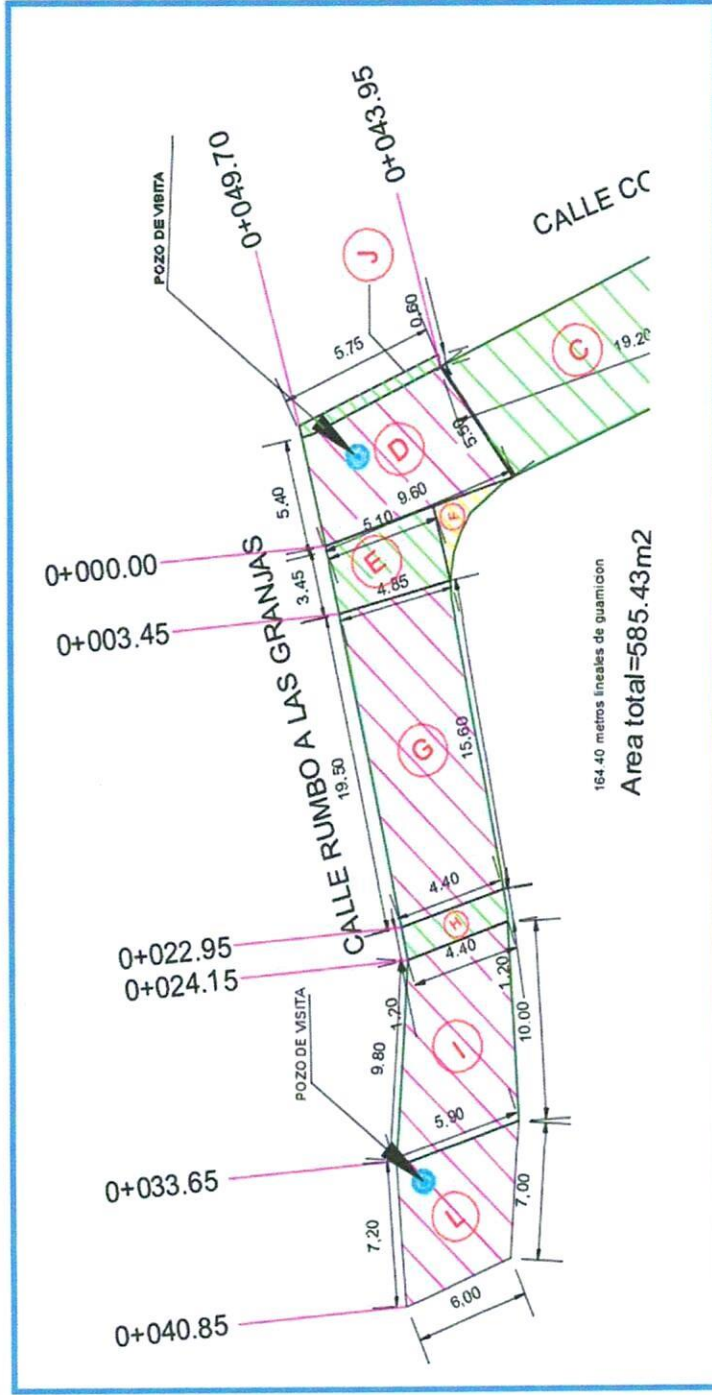 POZO DE VISITA
0+049.70
0+043.95
J
5.75
0.60
CALLE CC
C
19.20
5.50
D
5.40
9.60
F
5.10
E
0+000.00
3.45
4.85
0+003.45
CALLE RUMBO A LAS GRANJAS
19.50
G
15.60
164.40 metros lineales de guarnicion
Area total=585.43m2
0+022.95
4.40
H
0+024.15
4.40
1.20
1.20
POZO DE VISITA
9.80
I
10.00
5.90
0+033.65
7,20
L
7,00
0+040.85
6,00